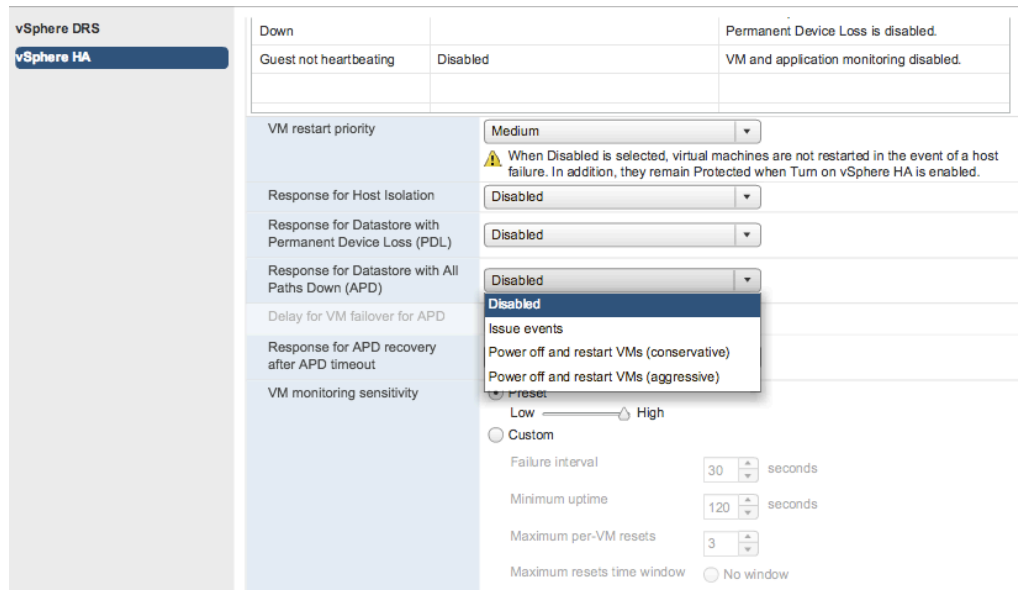 vSphere DRS
vSphere HA
Down
Permanent Device Loss is disabled.
Guest not heartbeating
Disabled
VM and application monitoring disabled.
VM restart priority
Medium
When Disabled is selected, virtual machines are not restarted in the event of a host
failure. In addition, they remain Protected when Turn on vSphere HA is enabled.
Response for Host Isolation
Disabled
Response for Datastore with
Permanent Device Loss (PDL)
Disabled
Response for Datastore with All
Paths Down (APD)
Disabled
Disabled
Issue events
Power off and restart VMs (conservative)
Power off and restart VMs (aggressive)
Delay for VM failover for APD
Response for APD recovery
after APD timeout
VM monitoring sensitivity
Preset
Low
High
Custom
Failure interval
30
seconds
Minimum uptime
120
seconds
Maximum per-VM resets
3
Maximum resets time window
No window